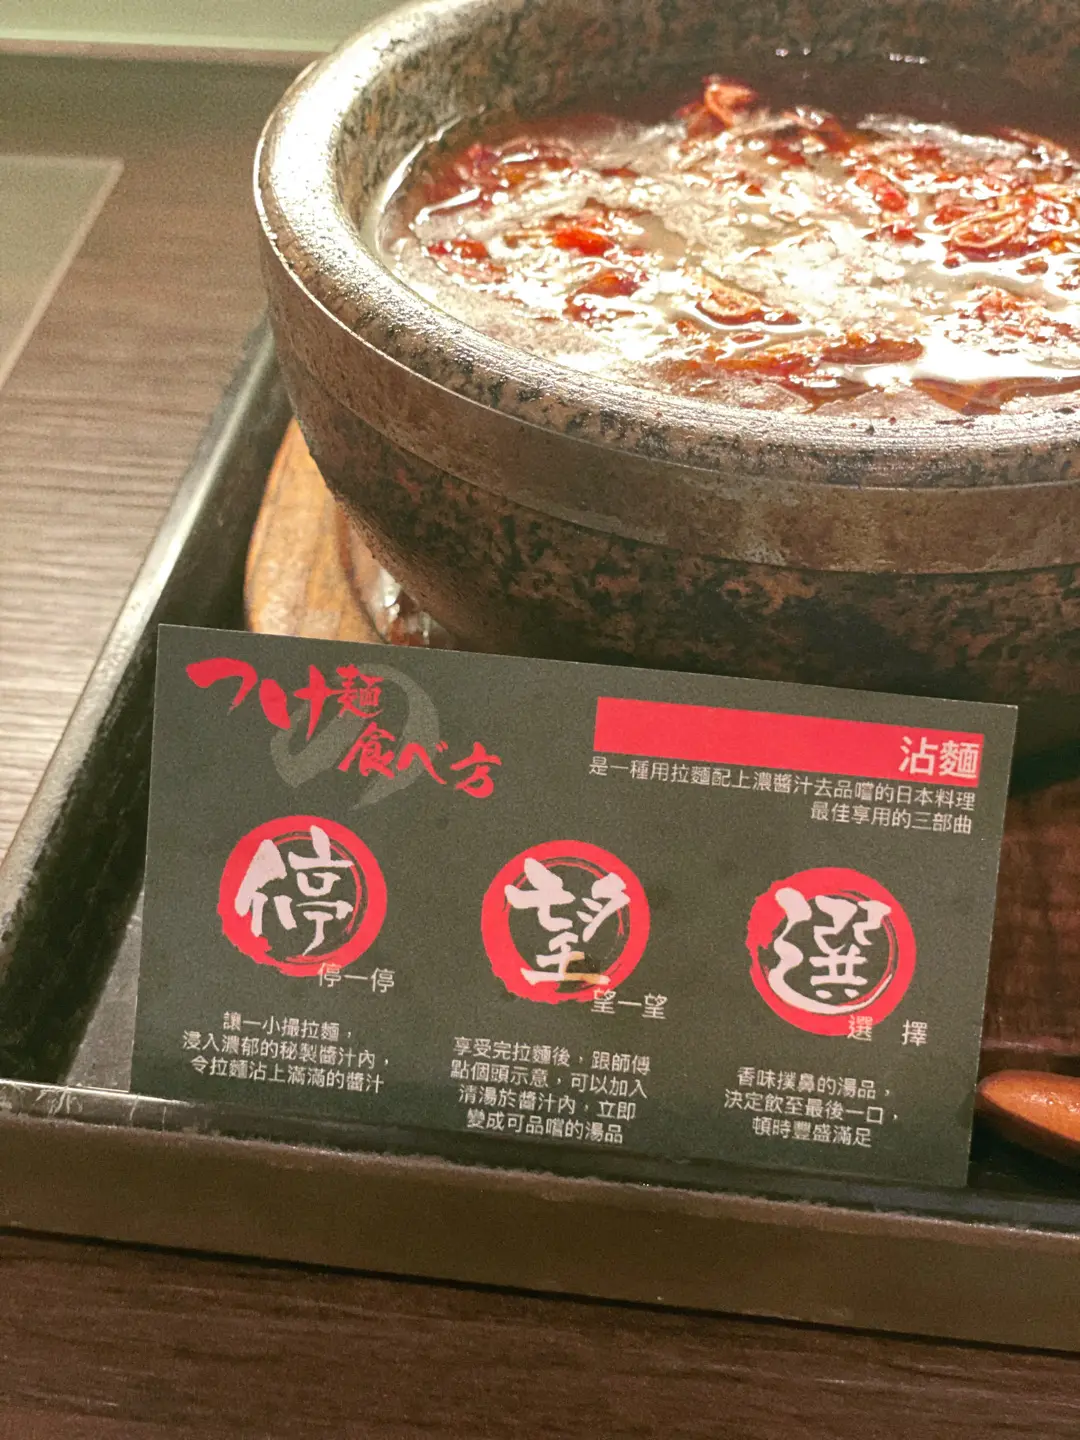 つけ麺の
食べ方
沾麵
是一種用拉麵配上濃醬汁去品嚐的日本料理
最佳享用的三部曲
停
停一停
讓一小撮拉麵，
浸入濃郁的秘製醬汁內，
令拉麵沾上滿滿的醬汁
望
望一望
享受完拉麵後，跟師傅
點個頭示意，可以加入
清湯於醬汁內，立即
變成可品嚐的湯品
選
選擇
香味撲鼻的湯品，
決定飲至最後一口，
頓時豐盛滿足